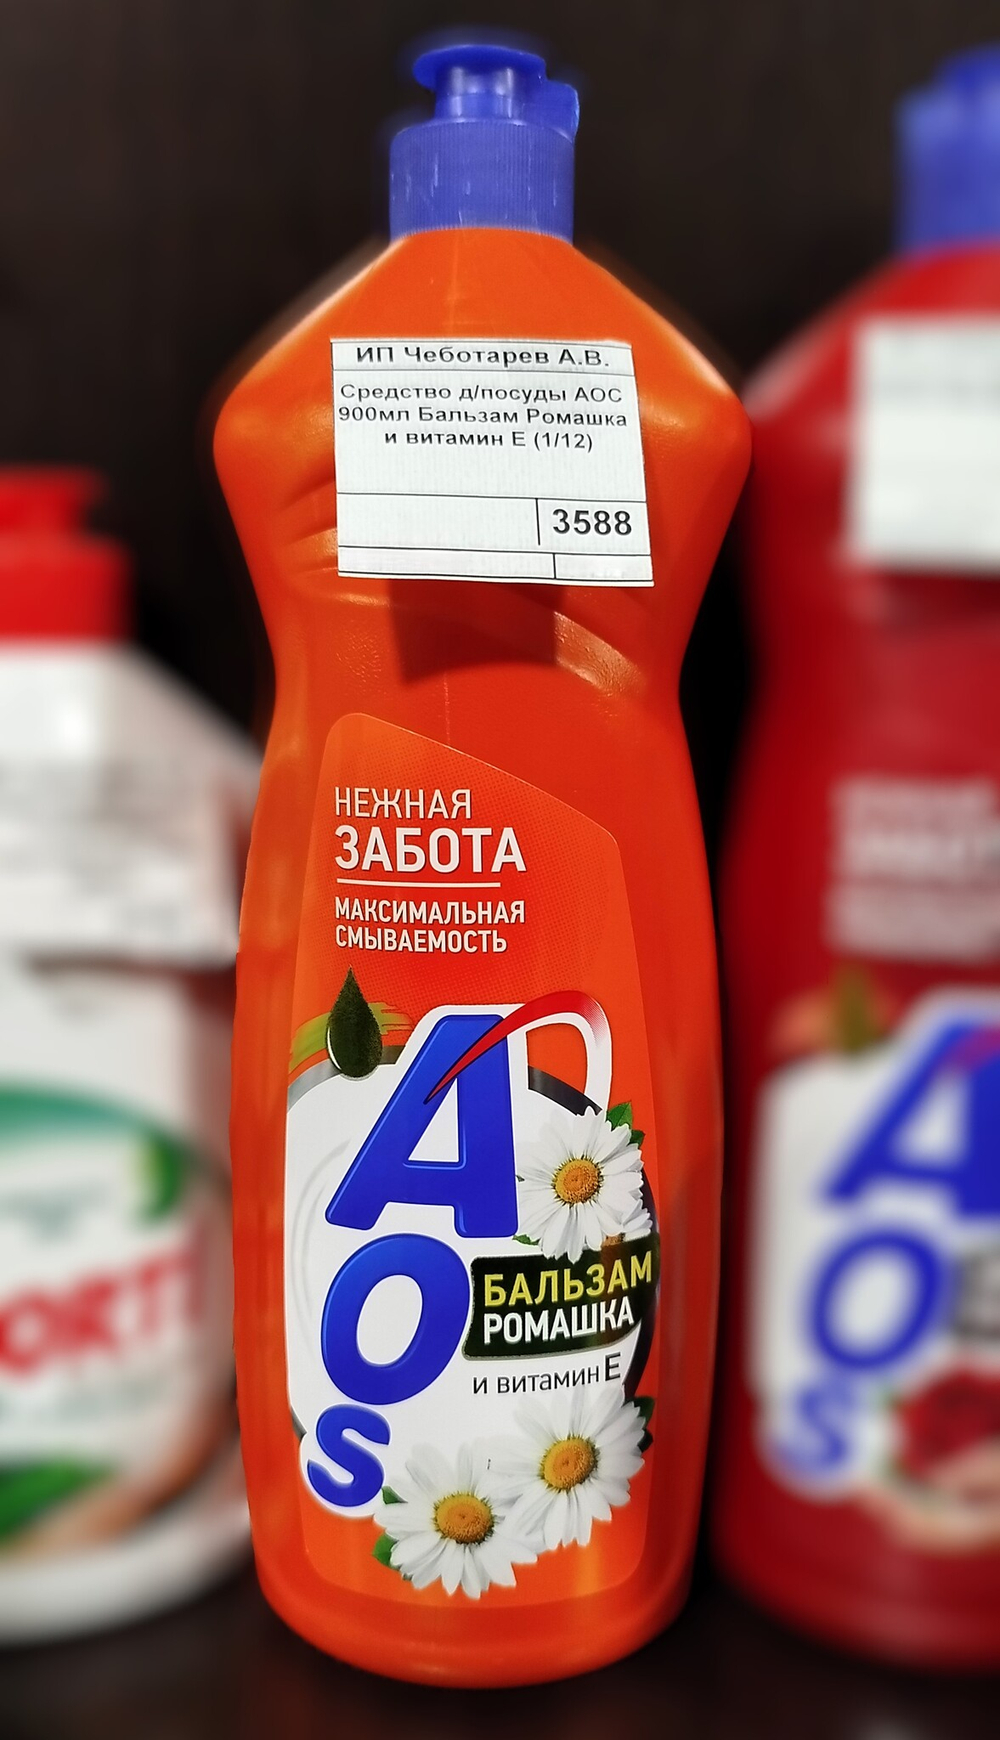 ИП Чеботарев А.В.
Средство д/посуды АОС
900мл Бальзам Ромашка
и витамин Е (1/12)
3588
НЕЖНАЯ
ЗАБОТА
МАКСИМАЛЬНАЯ
СМЫВАЕМОСТЬ
AOS
БАЛЬЗАМ
РОМАШКА
и витамин Е
AOS